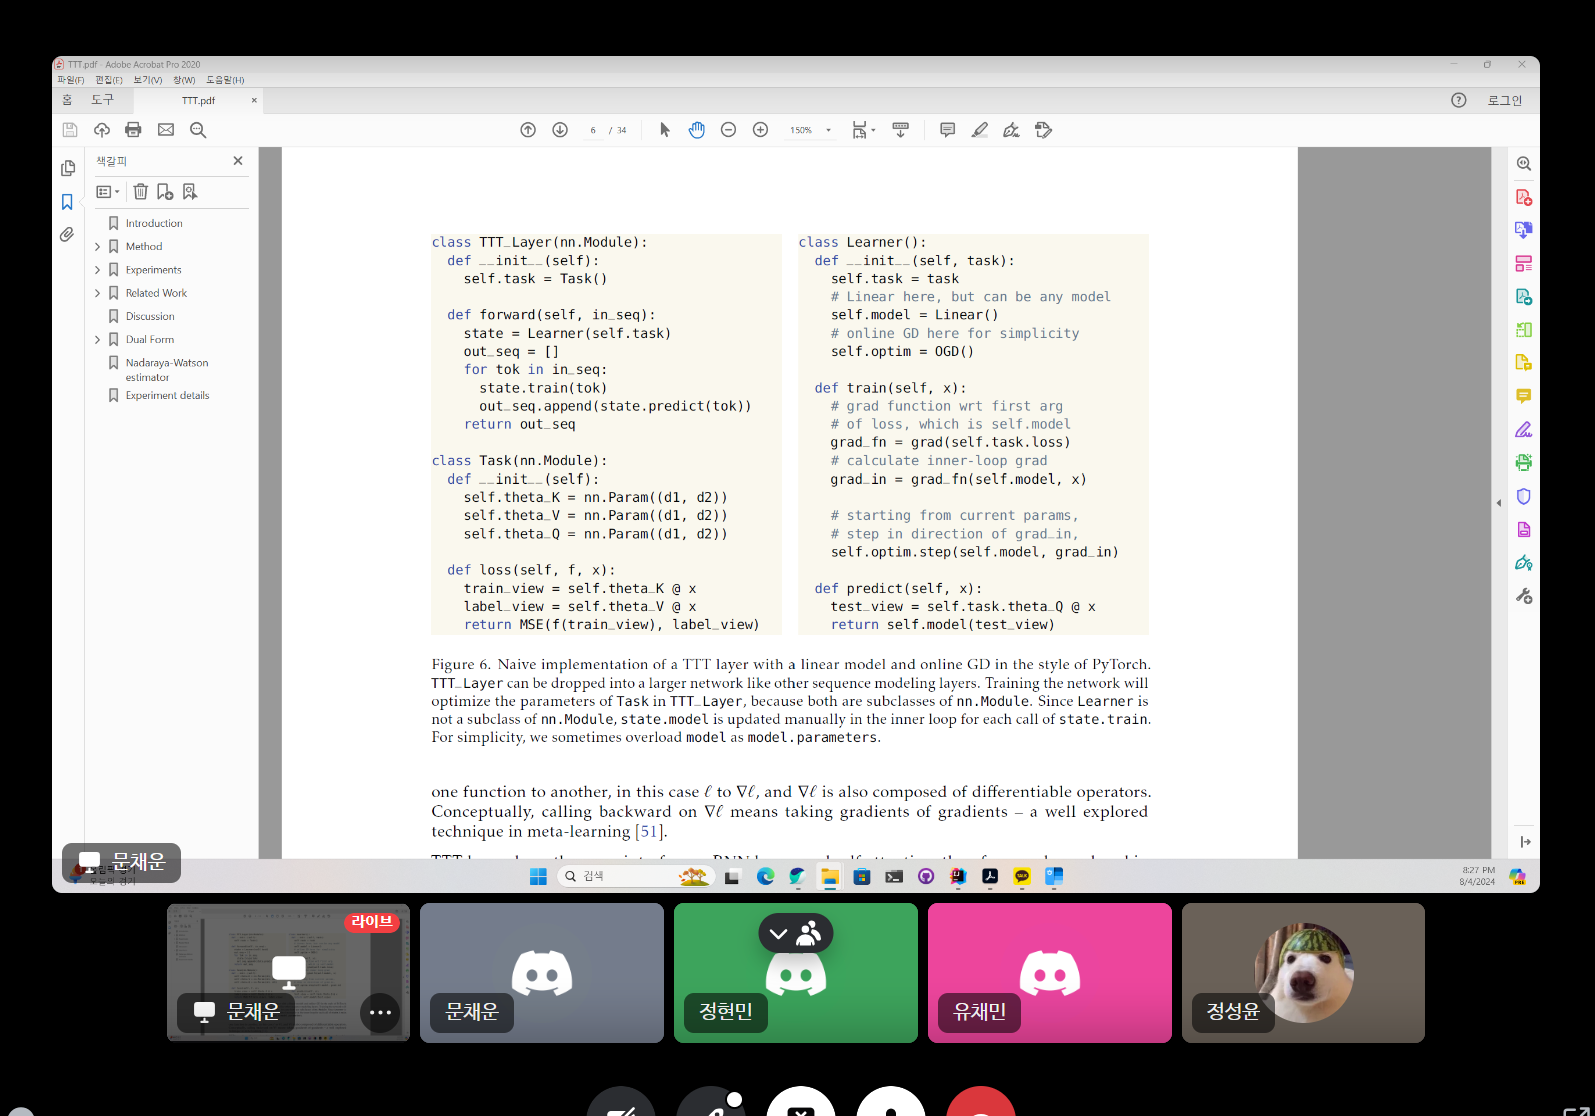 TTT.pdf - Adobe Acrobat Pro 2020
파일(F) 편집(E) 보기(V) 창(W) 도움말(H)
홈 도구 TTT.pdf × 로그인
6 / 34 150%
책갈피
Introduction
Method
Experiments
Related Work
Discussion
Dual Form
Nadaraya-Watson
estimator
Experiment details
class TTT_Layer(nn.Module):
def __init__(self):
self.task = Task()
def forward(self, in_seq):
state = Learner(self.task)
out_seq = []
for tok in in_seq:
state.train(tok)
out_seq.append(state.predict(tok))
return out_seq
class Task(nn.Module):
def __init__(self):
self.theta_K = nn.Param((d1, d2))
self.theta_V = nn.Param((d1, d2))
self.theta_Q = nn.Param((d1, d2))
def loss(self, f, x):
train_view = self.theta_K @ x
label_view = self.theta_V @ x
return MSE(f(train_view), label_view)
class Learner():
def __init__(self, task):
self.task = task
# Linear here, but can be any model
self.model = Linear()
# online GD here for simplicity
self.optim = OGD()
def train(self, x):
# grad function wrt first arg
# of loss, which is self.model
grad_fn = grad(self.task.loss)
# calculate inner-loop grad
grad_in = grad_fn(self.model, x)
# starting from current params,
# step in direction of grad_in,
self.optim.step(self.model, grad_in)
def predict(self, x):
test_view = self.task.theta_Q @ x
return self.model(test_view)
Figure 6. Naive implementation of a TTT layer with a linear model and online GD in the style of PyTorch.
TTT_Layer can be dropped into a larger network like other sequence modeling layers. Training the network will
optimize the parameters of Task in TTT_Layer, because both are subclasses of nn.Module. Since Learner is
not a subclass of nn.Module, state.model is updated manually in the inner loop for each call of state.train.
For simplicity, we sometimes overload model as model.parameters.
one function to another, in this case ℓ to ∇ℓ, and ∇ℓ is also composed of differentiable operators.
Conceptually, calling backward on ∇ℓ means taking gradients of gradients – a well explored
technique in meta-learning [51].
문채운
검색
8:27 PM
8/4/2024
라이브
문채운
문채운
정현민
유채민
정성윤